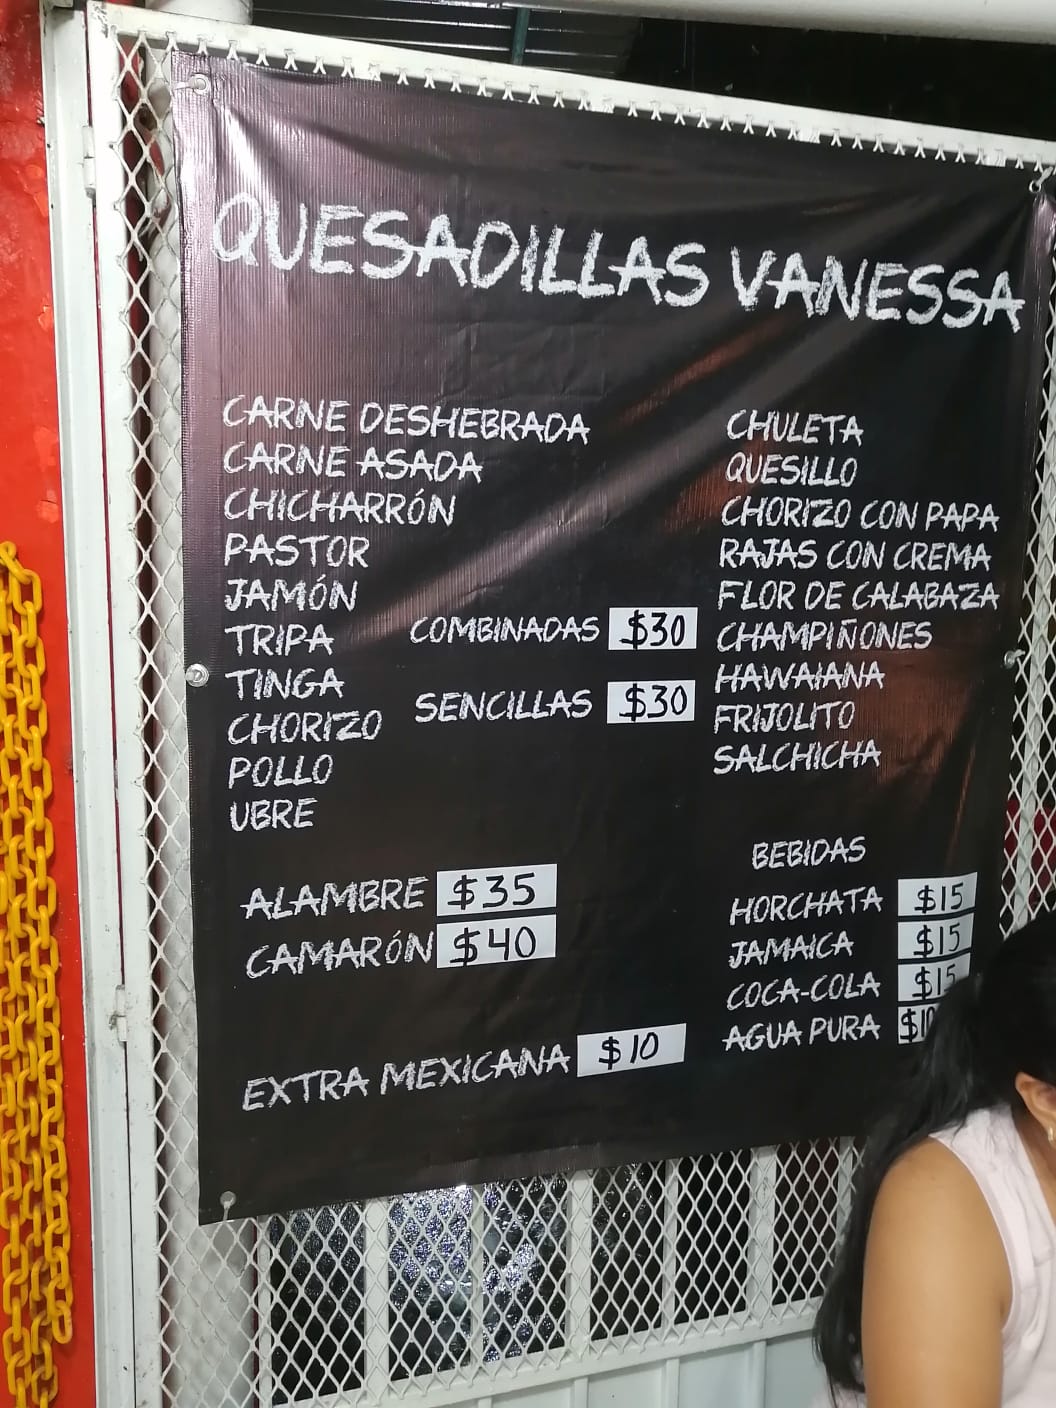 QUESADILLAS VANESSA
CARNE DESHEBRADA
CARNE ASADA
CHICHARRÓN
PASTOR
JAMÓN
TRIPA
TINGA
CHORIZO
POLLO
UBRE
COMBINADAS $30
SENCILLAS $30
CHULETA
QUESILLO
CHORIZO CON PAPA
RAJAS CON CREMA
FLOR DE CALABAZA
CHAMPIÑONES
HAWAIANA
FRIJOLITO
SALCHICHA
ALAMBRE $35
CAMARÓN $40
EXTRA MEXICANA $10
BEBIDAS
HORCHATA $15
JAMAICA $15
COCA-COLA $15
AGUA PURA $10